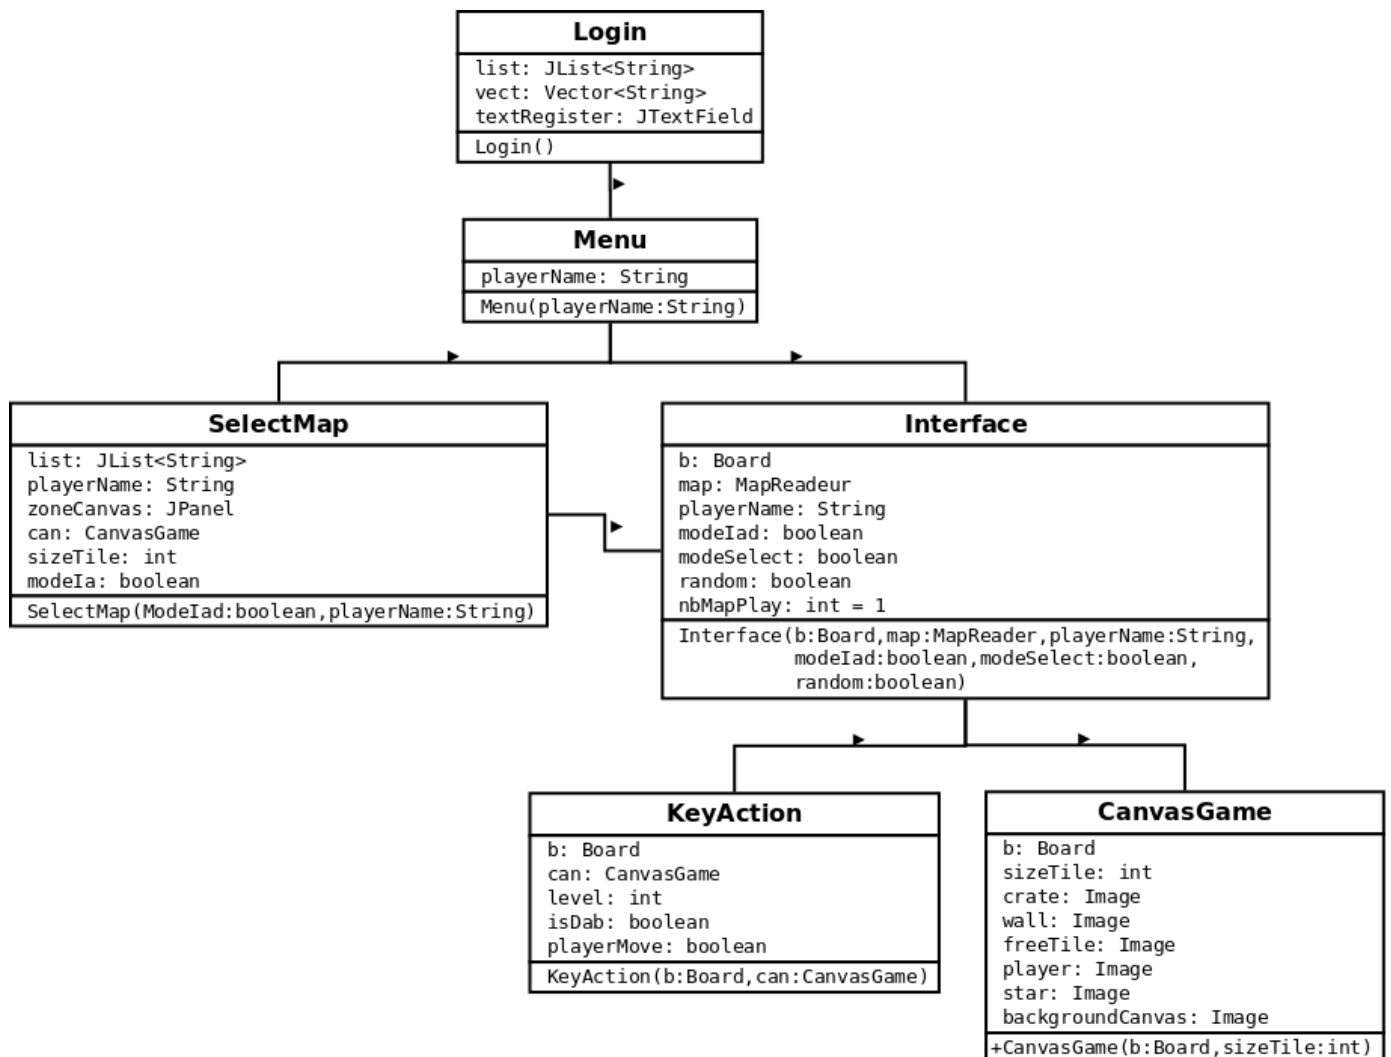 Login
list: JList<String>
vect: Vector<String>
textRegister: JTextField
Login()
Menu
playerName: String
Menu(playerName:String)
SelectMap
list: JList<String>
playerName: String
zoneCanvas: JPanel
can: CanvasGame
sizeTile: int
modeIa: boolean
SelectMap(ModeIad:boolean,playerName:String)
Interface
b: Board
map: MapReadeur
playerName: String
modeIad: boolean
modeSelect: boolean
random: boolean
nbMapPlay: int = 1
Interface(b:Board,map:MapReader,playerName:String,
modeIad:boolean,modeSelect:boolean,
random:boolean)
KeyAction
b: Board
can: CanvasGame
level: int
isDab: boolean
playerMove: boolean
KeyAction(b:Board,can:CanvasGame)
CanvasGame
b: Board
sizeTile: int
crate: Image
wall: Image
freeTile: Image
player: Image
star: Image
backgroundCanvas: Image
+CanvasGame(b:Board,sizeTile:int)